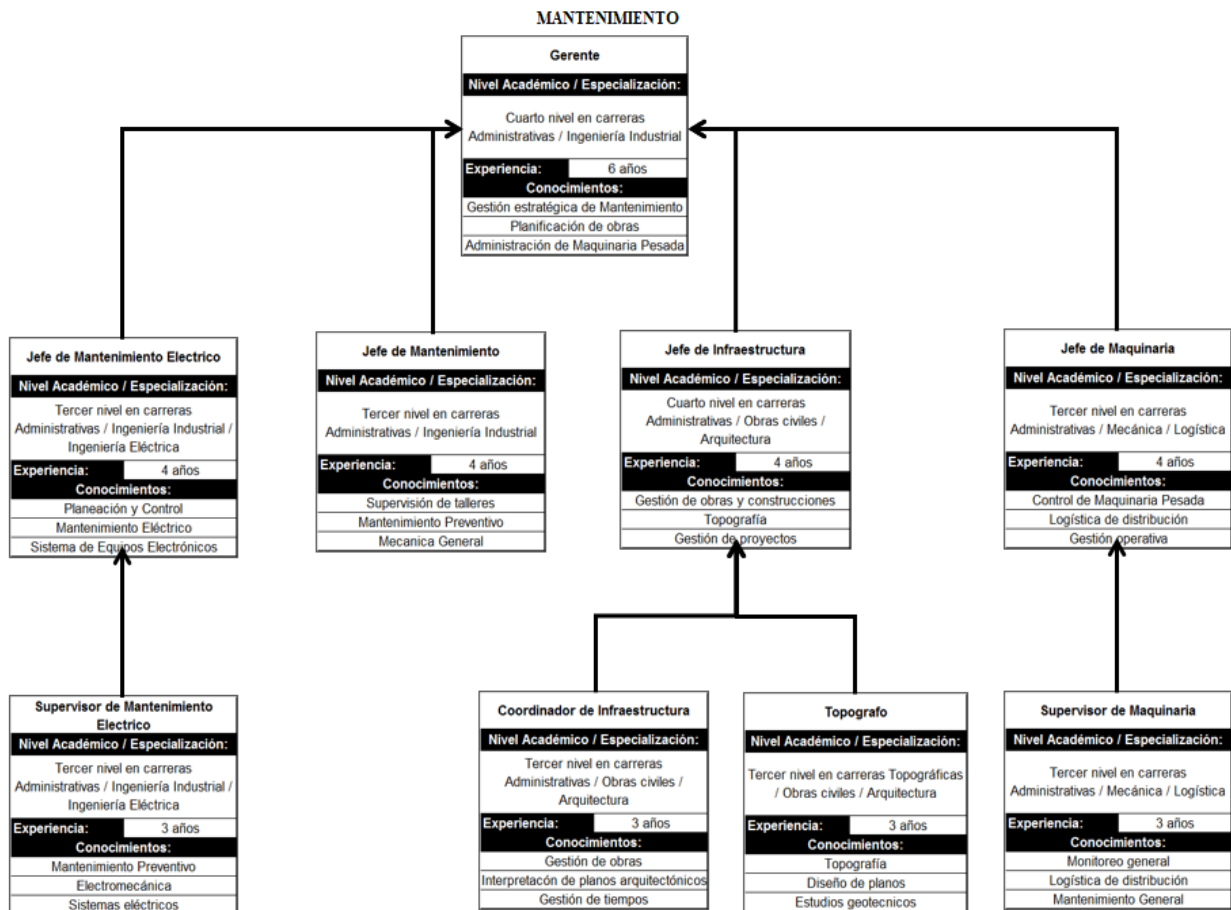 MANTENIMIENTO
Gerente
Nivel Académico / Especialización:
Cuarto nivel en carreras
Administrativas / Ingeniería Industrial
Experiencia: 6 años
Conocimientos:
Gestión estratégica de Mantenimiento
Planificación de obras
Administración de Maquinaria Pesada
Jefe de Mantenimiento Electrico
Nivel Académico / Especialización:
Tercer nivel en carreras
Administrativas / Ingeniería Industrial /
Ingeniería Eléctrica
Experiencia: 4 años
Conocimientos:
Planeación y Control
Mantenimiento Eléctrico
Sistema de Equipos Electrónicos
Jefe de Mantenimiento
Nivel Académico / Especialización:
Tercer nivel en carreras
Administrativas / Ingeniería Industrial
Experiencia: 4 años
Conocimientos:
Supervisión de talleres
Mantenimiento Preventivo
Mecanica General
Jefe de Infraestructura
Nivel Académico / Especialización:
Cuarto nivel en carreras
Administrativas / Obras civiles /
Arquitectura
Experiencia: 4 años
Conocimientos:
Gestión de obras y construcciones
Topografía
Gestión de proyectos
Jefe de Maquinaria
Nivel Académico / Especialización:
Tercer nivel en carreras
Administrativas / Mecánica / Logística
Experiencia: 4 años
Conocimientos:
Control de Maquinaria Pesada
Logística de distribución
Gestión operativa
Supervisor de Mantenimiento
Electrico
Nivel Académico / Especialización:
Tercer nivel en carreras
Administrativas / Ingeniería Industrial /
Ingeniería Eléctrica
Experiencia: 3 años
Conocimientos:
Mantenimiento Preventivo
Electromecánica
Sistemas eléctricos
Coordinador de Infraestructura
Nivel Académico / Especialización:
Tercer nivel en carreras
Administrativas / Obras civiles /
Arquitectura
Experiencia: 3 años
Conocimientos:
Gestión de obras
Interpretacón de planos arquitectónicos
Gestión de tiempos
Topografo
Nivel Académico / Especialización:
Tercer nivel en carreras Topográficas
/ Obras civiles / Arquitectura
Experiencia: 3 años
Conocimientos:
Topografía
Diseño de planos
Estudios geotecnicos
Supervisor de Maquinaria
Nivel Académico / Especialización:
Tercer nivel en carreras
Administrativas / Mecánica / Logística
Experiencia: 3 años
Conocimientos:
Monitoreo general
Logística de distribución
Mantenimiento General